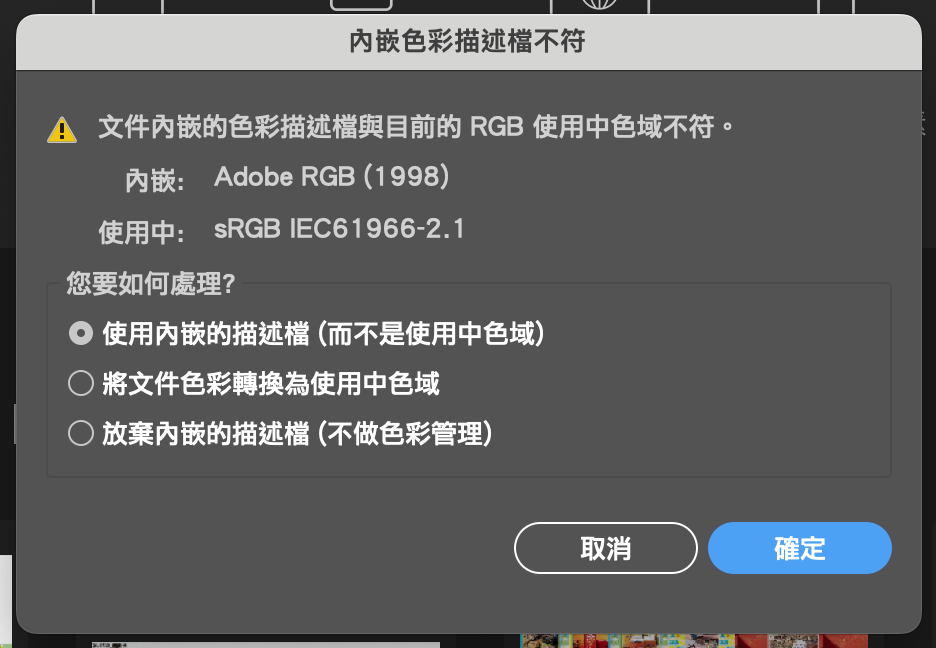 內嵌色彩描述檔不符
文件內嵌的色彩描述檔與目前的 RGB 使用中色域不符。
內嵌: Adobe RGB (1998)
使用中: sRGB IEC61966-2.1
您要如何處理?
使用內嵌的描述檔 (而不是使用中色域)
將文件色彩轉換為使用中色域
放棄內嵌的描述檔 (不做色彩管理)
取消 確定